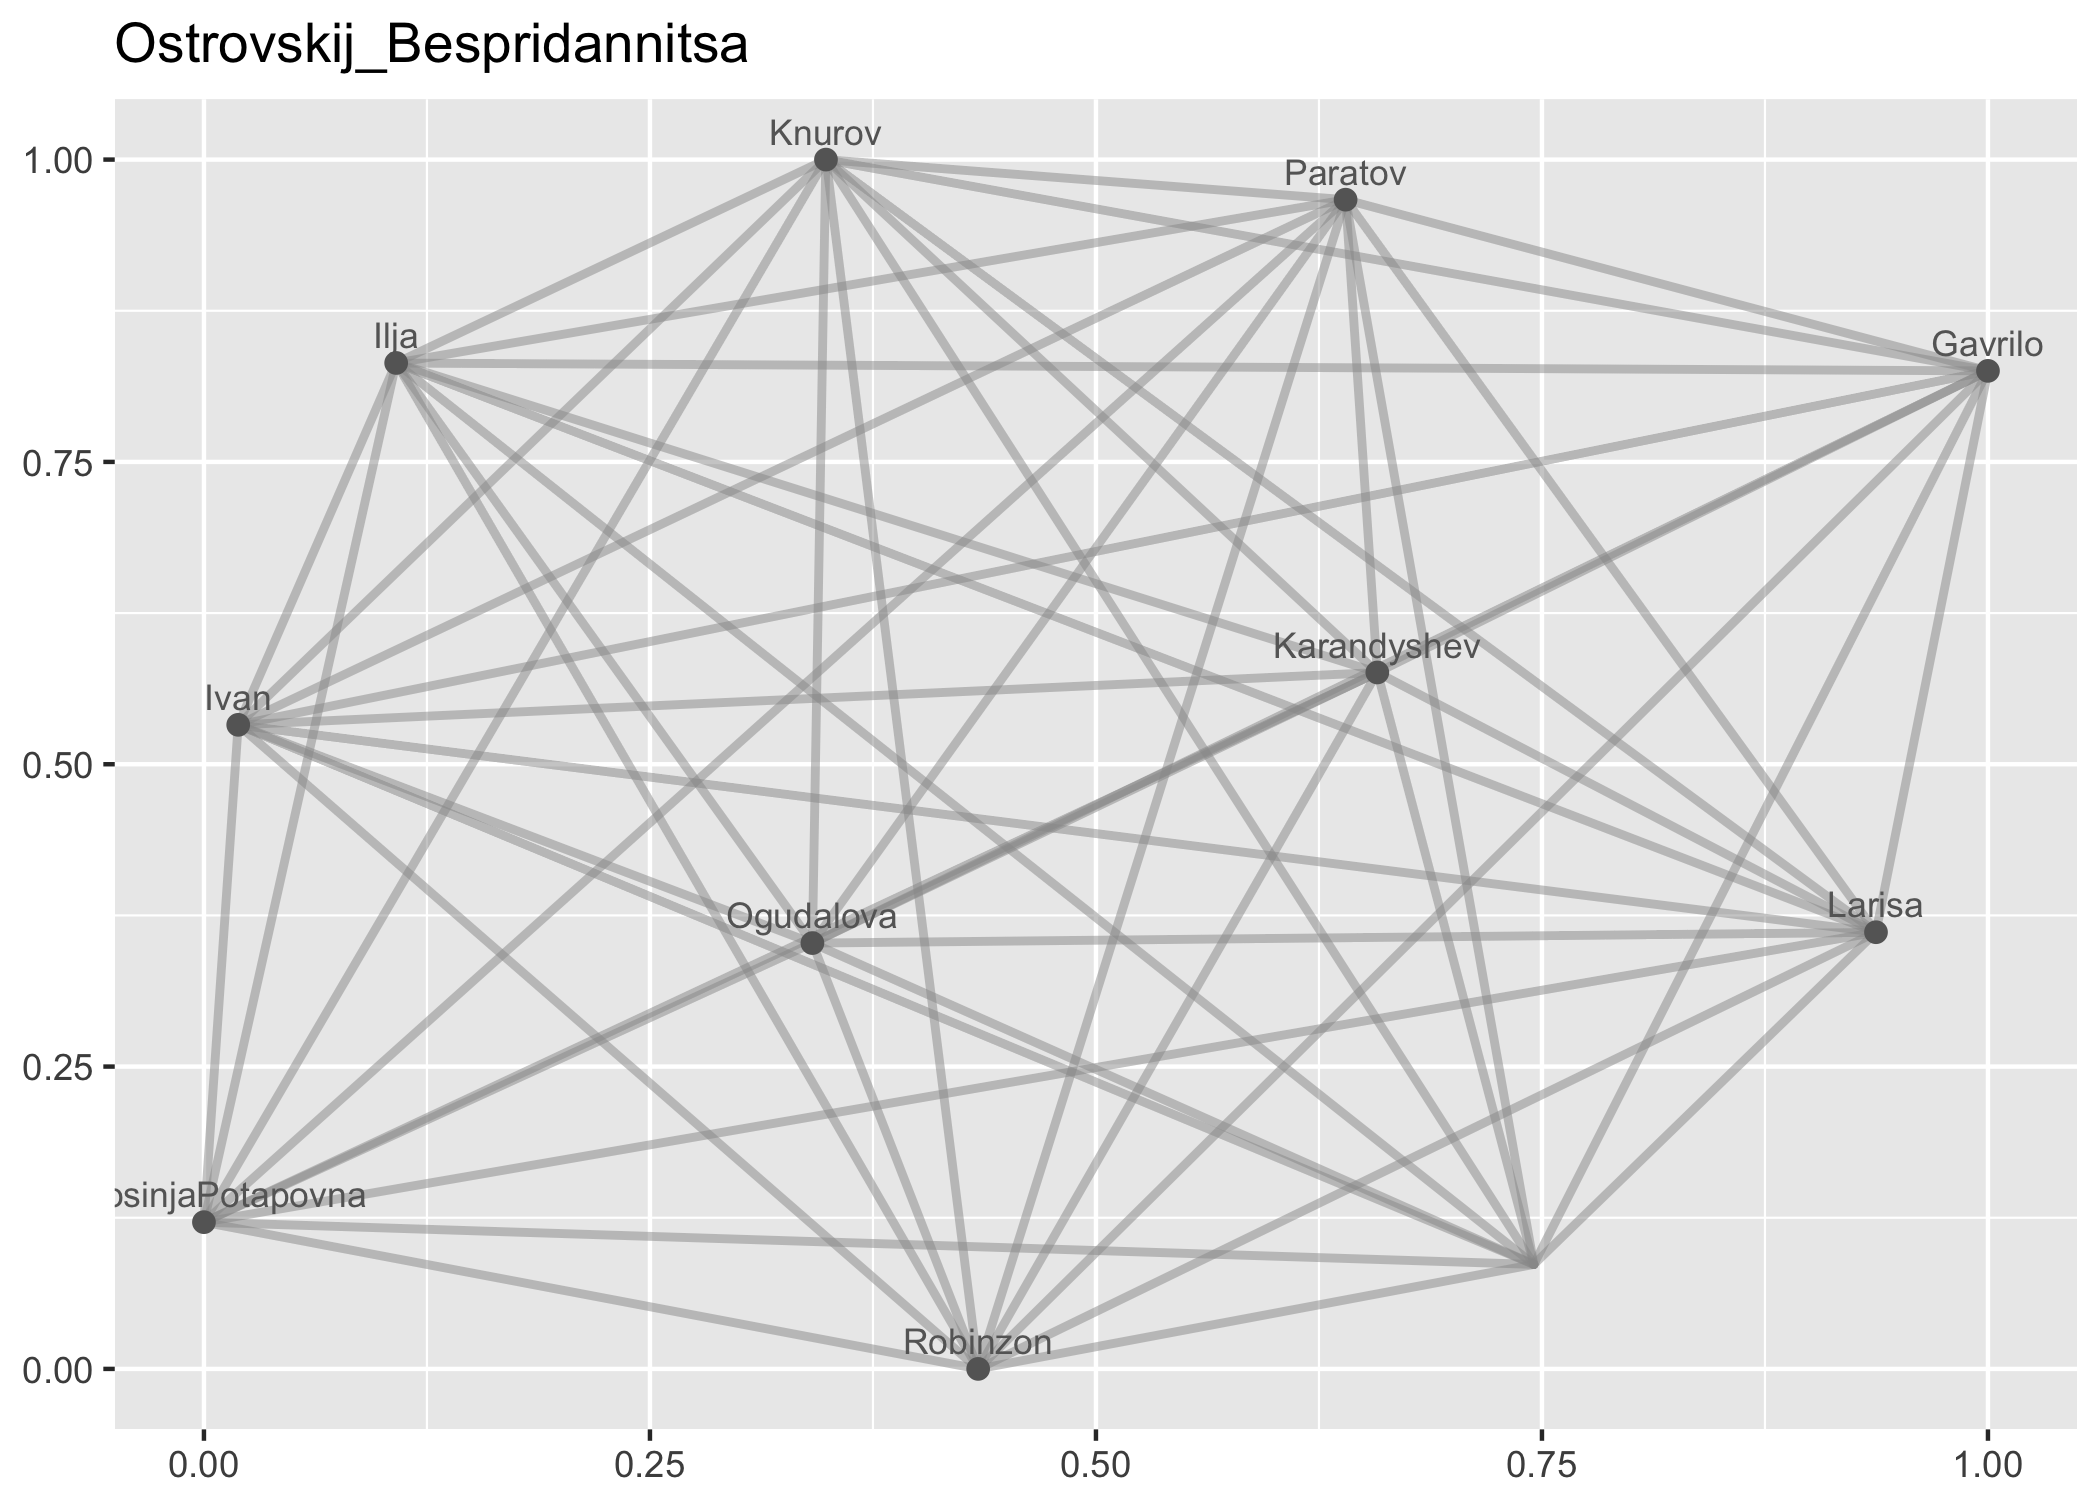 Ostrovskij_Bespridannitsa
Knurov
1.00
Paratov
Ilja
Gavrilo
0.75
Karandyshev
Ivan
0.50
Larisa
Ogudalova
0.25
osinjaPotapovna
Robinzon
0.00
0.00 0.25 0.50 0.75 1.00